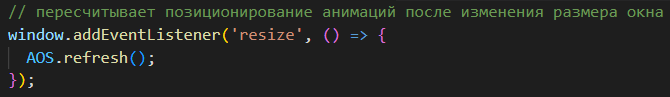 // пересчитывает позиционирование анимаций после изменения размера окна
window.addEventListener('resize', () => {
  AOS.refresh();
});